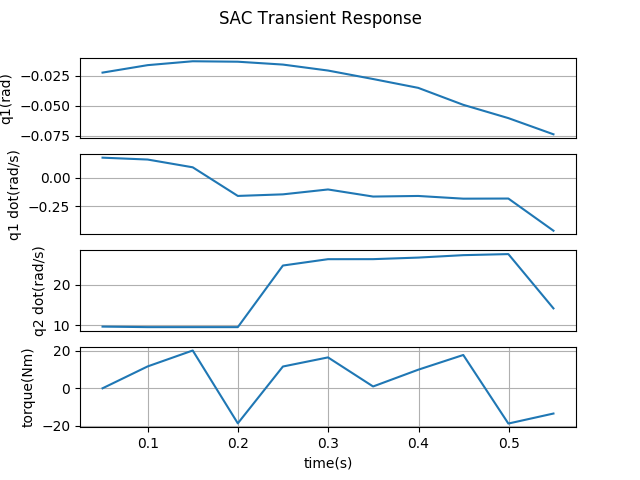 SAC Transient Response
q1(rad)
−0.025
−0.050
−0.075
q1 dot(rad/s)
0.00
−0.25
q2 dot(rad/s)
20
10
torque(Nm)
20
0
−20
0.1 0.2 0.3 0.4 0.5
time(s)